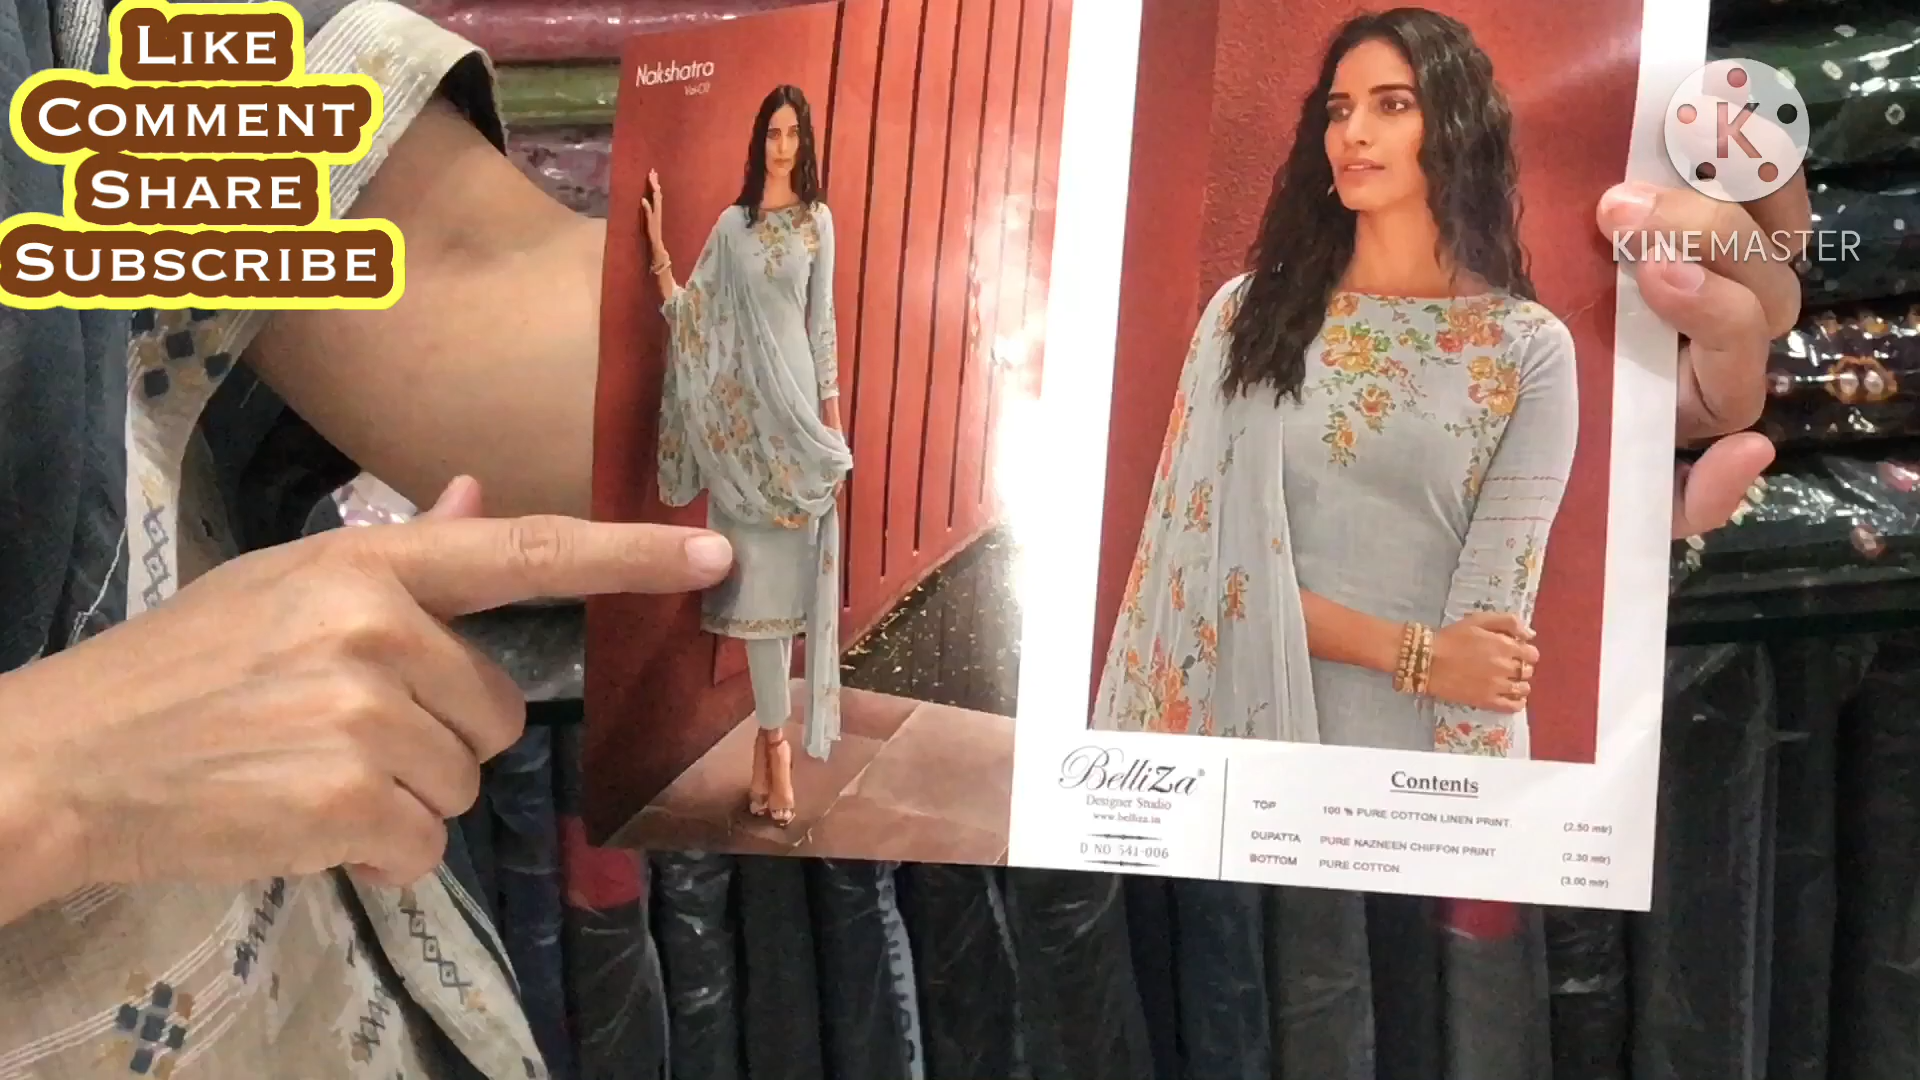 LIKE
COMMENT
SHARE
SUBSCRIBE
Nakshatra
KINEMASTER
BelliZa®
Designer Studio
www.belliza.in
D NO 541-006
Contents
TOP 100 % PURE COTTON LINEN PRINT. (2.50 mtr)
DUPATTA PURE NAZNEEN CHIFFON PRINT (2.30 mtr)
BOTTOM PURE COTTON. (3.00 mtr)